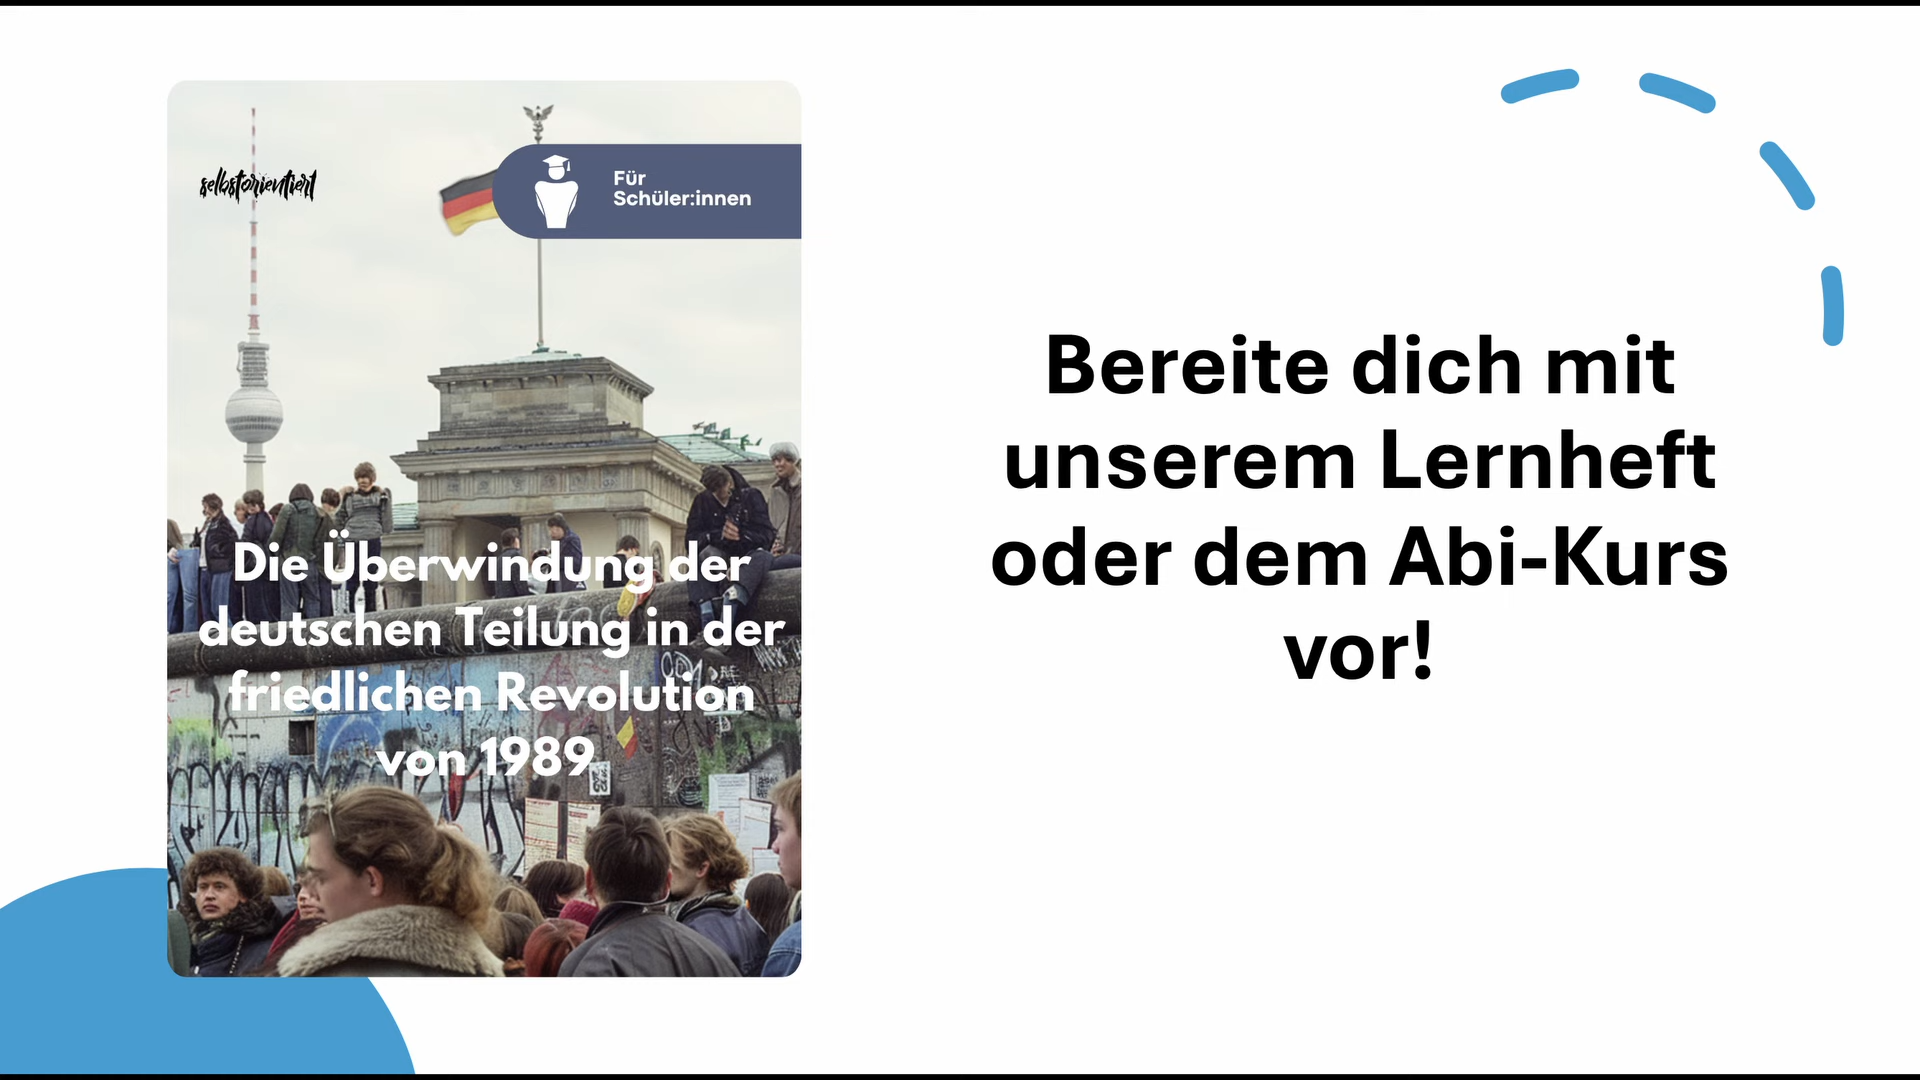 selbstorientiert
Für
Schüler:innen
Die Überwindung der
deutschen Teilung in der
friedlichen Revolution
von 1989
Bereite dich mit
unserem Lernheft
oder dem Abi-Kurs
vor!